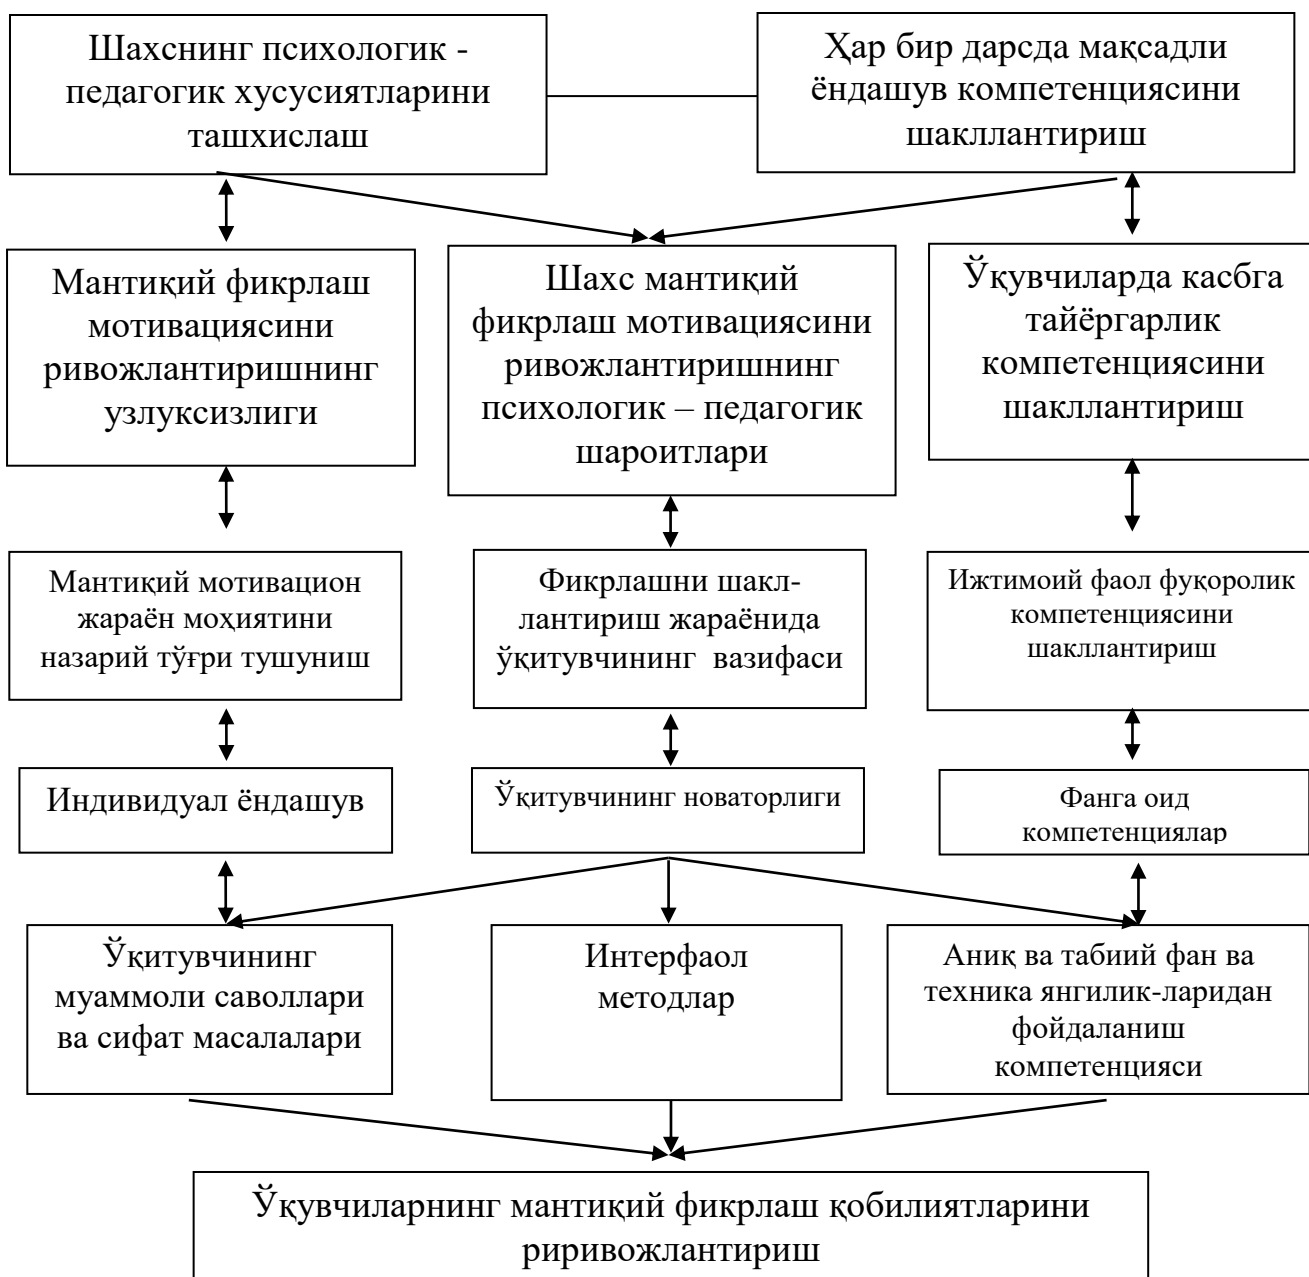 Шахснинг психологик -
педагогик хусусиятларини
ташхислаш
Ҳар бир дарсда мақсадли
ёндашув компетенциясини
шакллантириш
Мантиқий фикрлаш
мотивациясини
ривожлантиришнинг
узлуксизлиги
Шахс мантиқий
фикрлаш мотивациясини
ривожлантиришнинг
психологик – педагогик
шароитлари
Ўқувчиларда касбга
тайёргарлик
компетенциясини
шакллантириш
Мантиқий мотивацион
жараён моҳиятини
назарий тўғри тушуниш
Фикрлашни шакл-
лантириш жараёнида
ўқитувчининг вазифаси
Ижтимоий фаол фуқоролик
компетенциясини
шакллантириш
Индивидуал ёндашув
Ўқитувчининг новаторлиги
Фанга оид
компетенциялар
Ўқитувчининг
муаммоли саволлари
ва сифат масалалари
Интерфаол
методлар
Аниқ ва табиий фан ва
техника янгилик-ларидан
фойдаланиш
компетенцияси
Ўқувчиларнинг мантиқий фикрлаш қобилиятларини
риривожлантириш